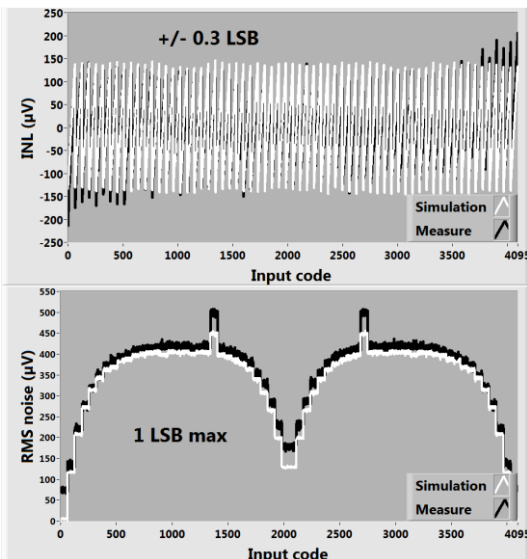 250
200
150
100
50
0
-50
-100
-150
-200
-250
INL (µV)
+/- 0.3 LSB
Simulation
Measure
0 500 1000 1500 2000 2500 3000 3500 4095
Input code
550
500
450
400
350
300
250
200
150
100
50
0
RMS noise (µV)
1 LSB max
Simulation
Measure
0 500 1000 1500 2000 2500 3000 3500 4095
Input code